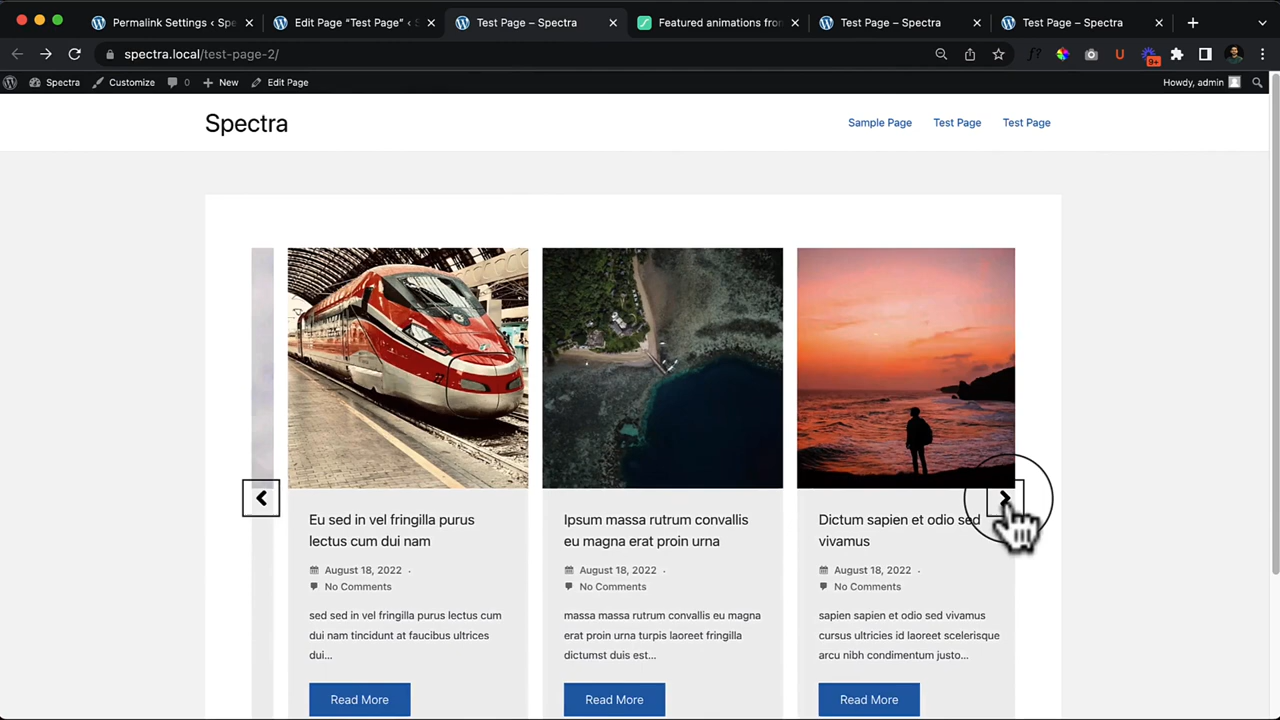 Permalink Settings ‹ Spe
Edit Page “Test Page” ‹ S
Test Page – Spectra
Featured animations fron
Test Page – Spectra
Test Page – Spectra
spectra.local/test-page-2/
f?
U
9+
Spectra
Customize
0
New
Edit Page
Howdy, admin
Spectra
Sample Page
Test Page
Test Page
Eu sed in vel fringilla purus
lectus cum dui nam
August 18, 2022 ·
No Comments
sed sed in vel fringilla purus lectus cum
dui nam tincidunt at faucibus ultrices
dui...
Read More
Ipsum massa rutrum convallis
eu magna erat proin urna
August 18, 2022 ·
No Comments
massa massa rutrum convallis eu magna
erat proin urna turpis laoreet fringilla
dictumst duis est...
Read More
Dictum sapien et odio sed
vivamus
August 18, 2022 ·
No Comments
sapien sapien et odio sed vivamus
cursus ultricies id laoreet scelerisque
arcu nibh condimentum justo...
Read More